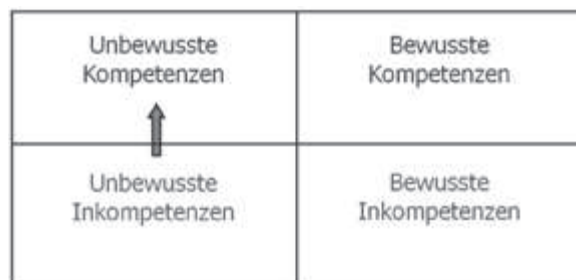 Unbewusste
Kompetenzen
Bewusste
Kompetenzen
Unbewusste
Inkompetenzen
Bewusste
Inkompetenzen